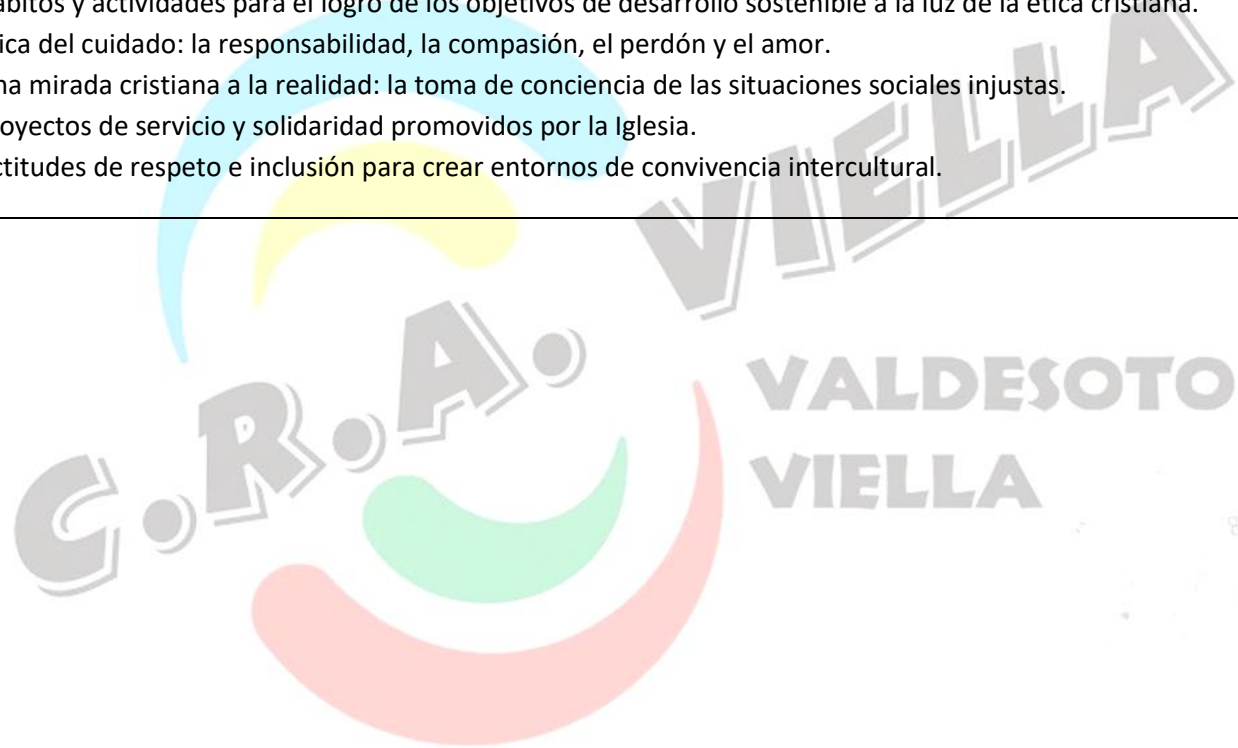 ábitos y actividades para el logro de los objetivos de desarrollo sostenible a la luz de la ética cristiana.
ica del cuidado: la responsabilidad, la compasión, el perdón y el amor.
na mirada cristiana a la realidad: la toma de conciencia de las situaciones sociales injustas.
oyectos de servicio y solidaridad promovidos por la Iglesia.
ctitudes de respeto e inclusión para crear entornos de convivencia intercultural.
C.R.A. VIELLA
VALDESOTO
VIELLA